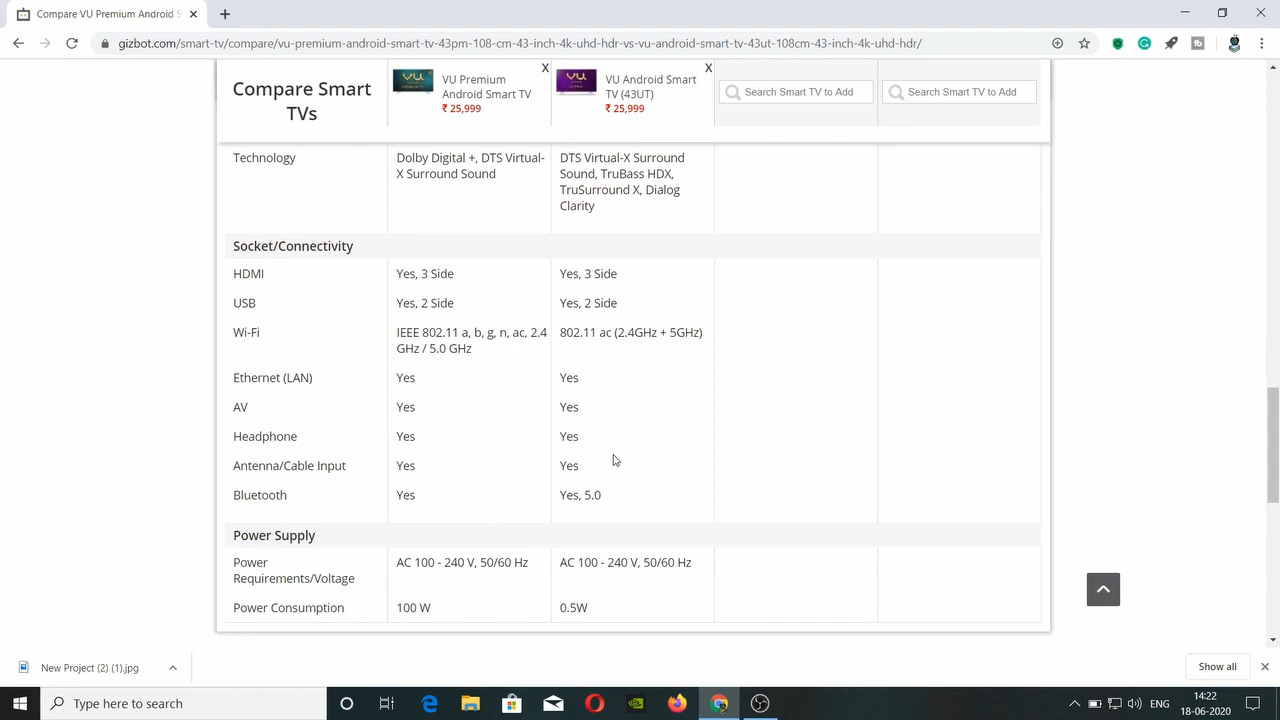 Compare VU Premium Android S
gizbot.com/smart-tv/compare/vu-premium-android-smart-tv-43pm-108-cm-43-inch-4k-uhd-hdr-vs-vu-android-smart-tv-43ut-108cm-43-inch-4k-uhd-hdr/
Compare Smart
TVs
X
VU Premium
Android Smart TV
₹ 25,999
X
VU Android Smart
TV (43UT)
₹ 25,999
Search Smart TV to Add
Search Smart TV to Add
Technology
Dolby Digital +, DTS Virtual-
X Surround Sound
DTS Virtual-X Surround
Sound, TruBass HDX,
TruSurround X, Dialog
Clarity
Socket/Connectivity
HDMI Yes, 3 Side Yes, 3 Side
USB Yes, 2 Side Yes, 2 Side
Wi-Fi
IEEE 802.11 a, b, g, n, ac, 2.4
GHz / 5.0 GHz
802.11 ac (2.4GHz + 5GHz)
Ethernet (LAN) Yes Yes
AV Yes Yes
Headphone Yes Yes
Antenna/Cable Input Yes Yes
Bluetooth Yes Yes, 5.0
Power Supply
Power
Requirements/Voltage
AC 100 - 240 V, 50/60 Hz
AC 100 - 240 V, 50/60 Hz
Power Consumption 100 W 0.5W
New Project (2) (1).jpg
Show all
Type here to search
ENG
14:22
18-06-2020